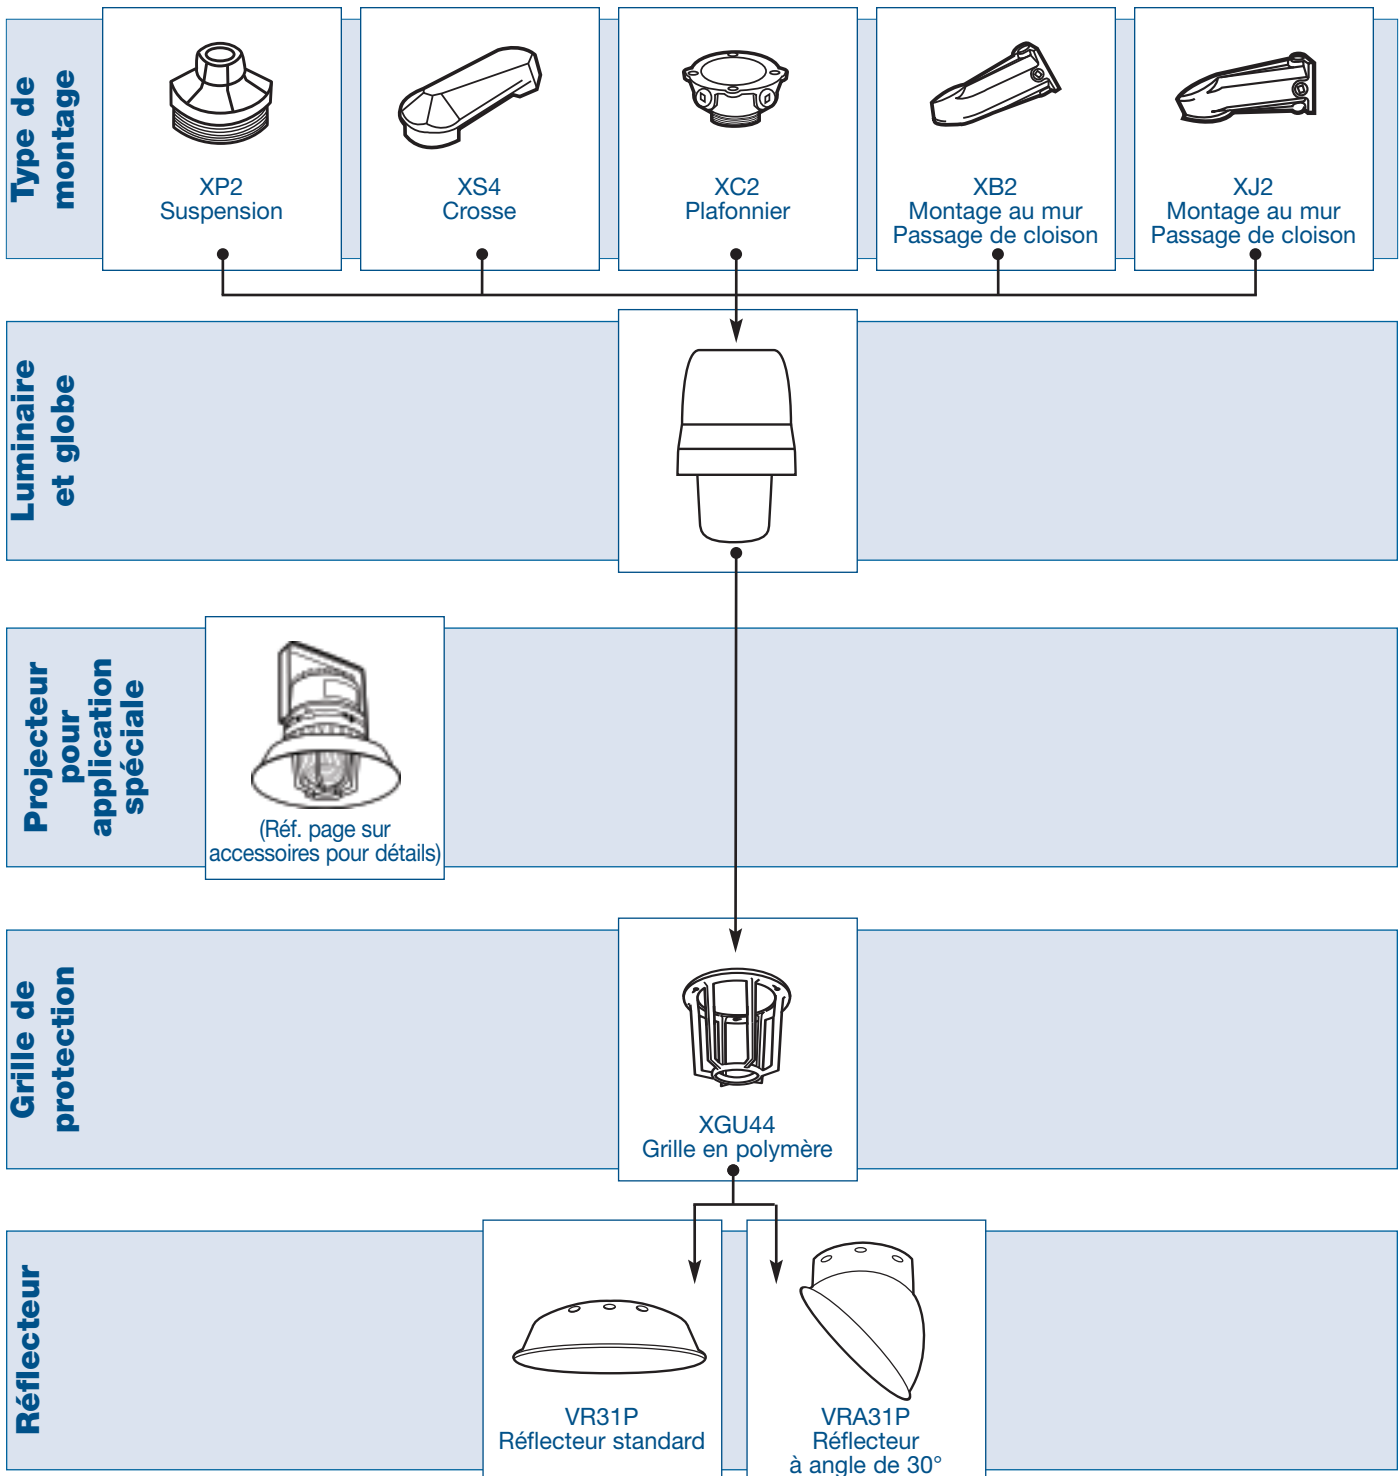 Type de
montage
XP2
Suspension
XS4
Crosse
XC2
Plafonnier
XB2
Montage au mur
Passage de cloison
XJ2
Montage au mur
Passage de cloison
Luminaire
et globe
Projecteur
pour
application
spéciale
(Réf. page sur
accessoires pour détails)
Grille de
protection
XGU44
Grille en polymère
Réflecteur
VR31P
Réflecteur standard
VRA31P
Réflecteur
à angle de 30°